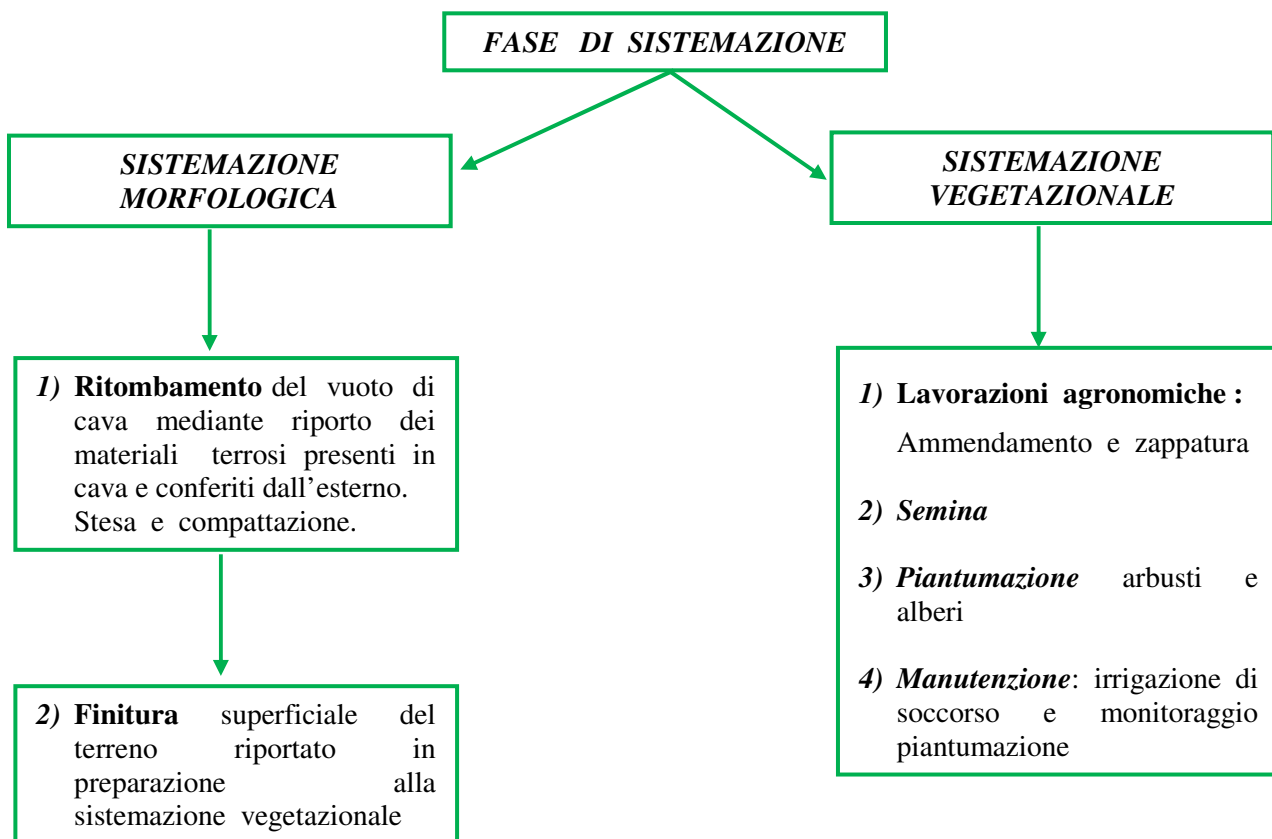 FASE DI SISTEMAZIONE
SISTEMAZIONE
MORFOLOGICA
SISTEMAZIONE
VEGETAZIONALE
1) Ritombamento del vuoto di
cava mediante riporto dei
materiali terrosi presenti in
cava e conferiti dall'esterno.
Stesa e compattazione.
2) Finitura superficiale del
terreno riportato in
preparazione alla
sistemazione vegetazionale
1) Lavorazioni agronomiche :
Ammendamento e zappatura
2) Semina
3) Piantumazione arbusti e
alberi
4) Manutenzione: irrigazione di
soccorso e monitoraggio
piantumazione